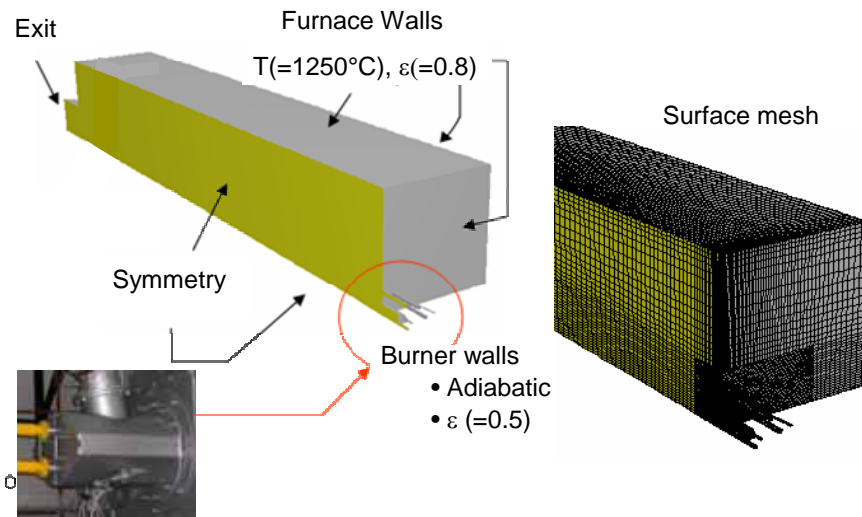 Exit
Furnace Walls
T(=1250°C), ε(=0.8)
Surface mesh
Symmetry
Burner walls
• Adiabatic
• ε (=0.5)